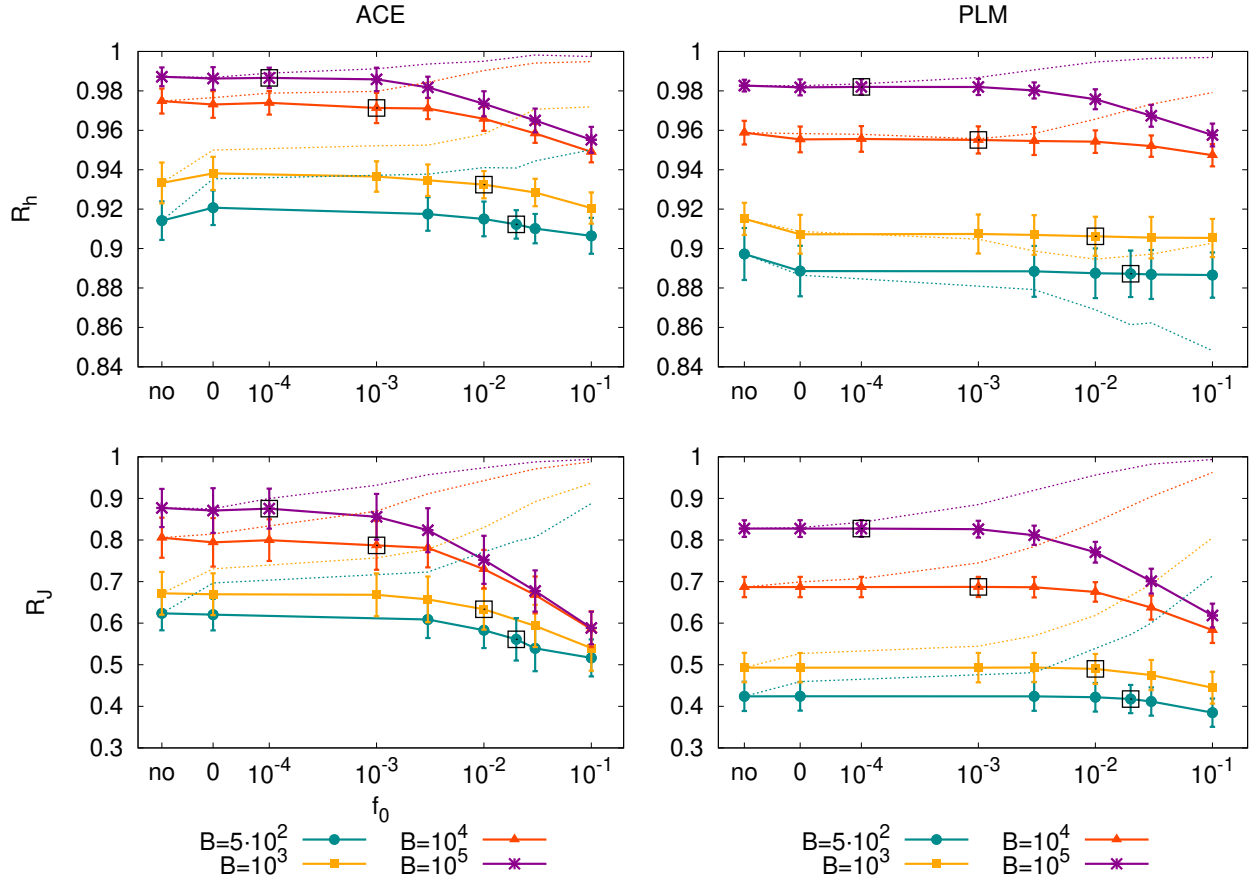 ACE PLM
R_h
1 1
0.98 0.98
0.96 0.96
0.94 0.94
0.92 0.92
0.9 0.9
0.88 0.88
0.86 0.86
0.84 0.84
no 0 10^-4 10^-3 10^-2 10^-1 no 0 10^-4 10^-3 10^-2 10^-1
R_J
1 1
0.9 0.9
0.8 0.8
0.7 0.7
0.6 0.6
0.5 0.5
0.4 0.4
0.3 0.3
no 0 10^-4 10^-3 10^-2 10^-1 no 0 10^-4 10^-3 10^-2 10^-1
f_0
B=5·10^2 B=10^4 B=5·10^2 B=10^4
B=10^3 B=10^5 B=10^3 B=10^5